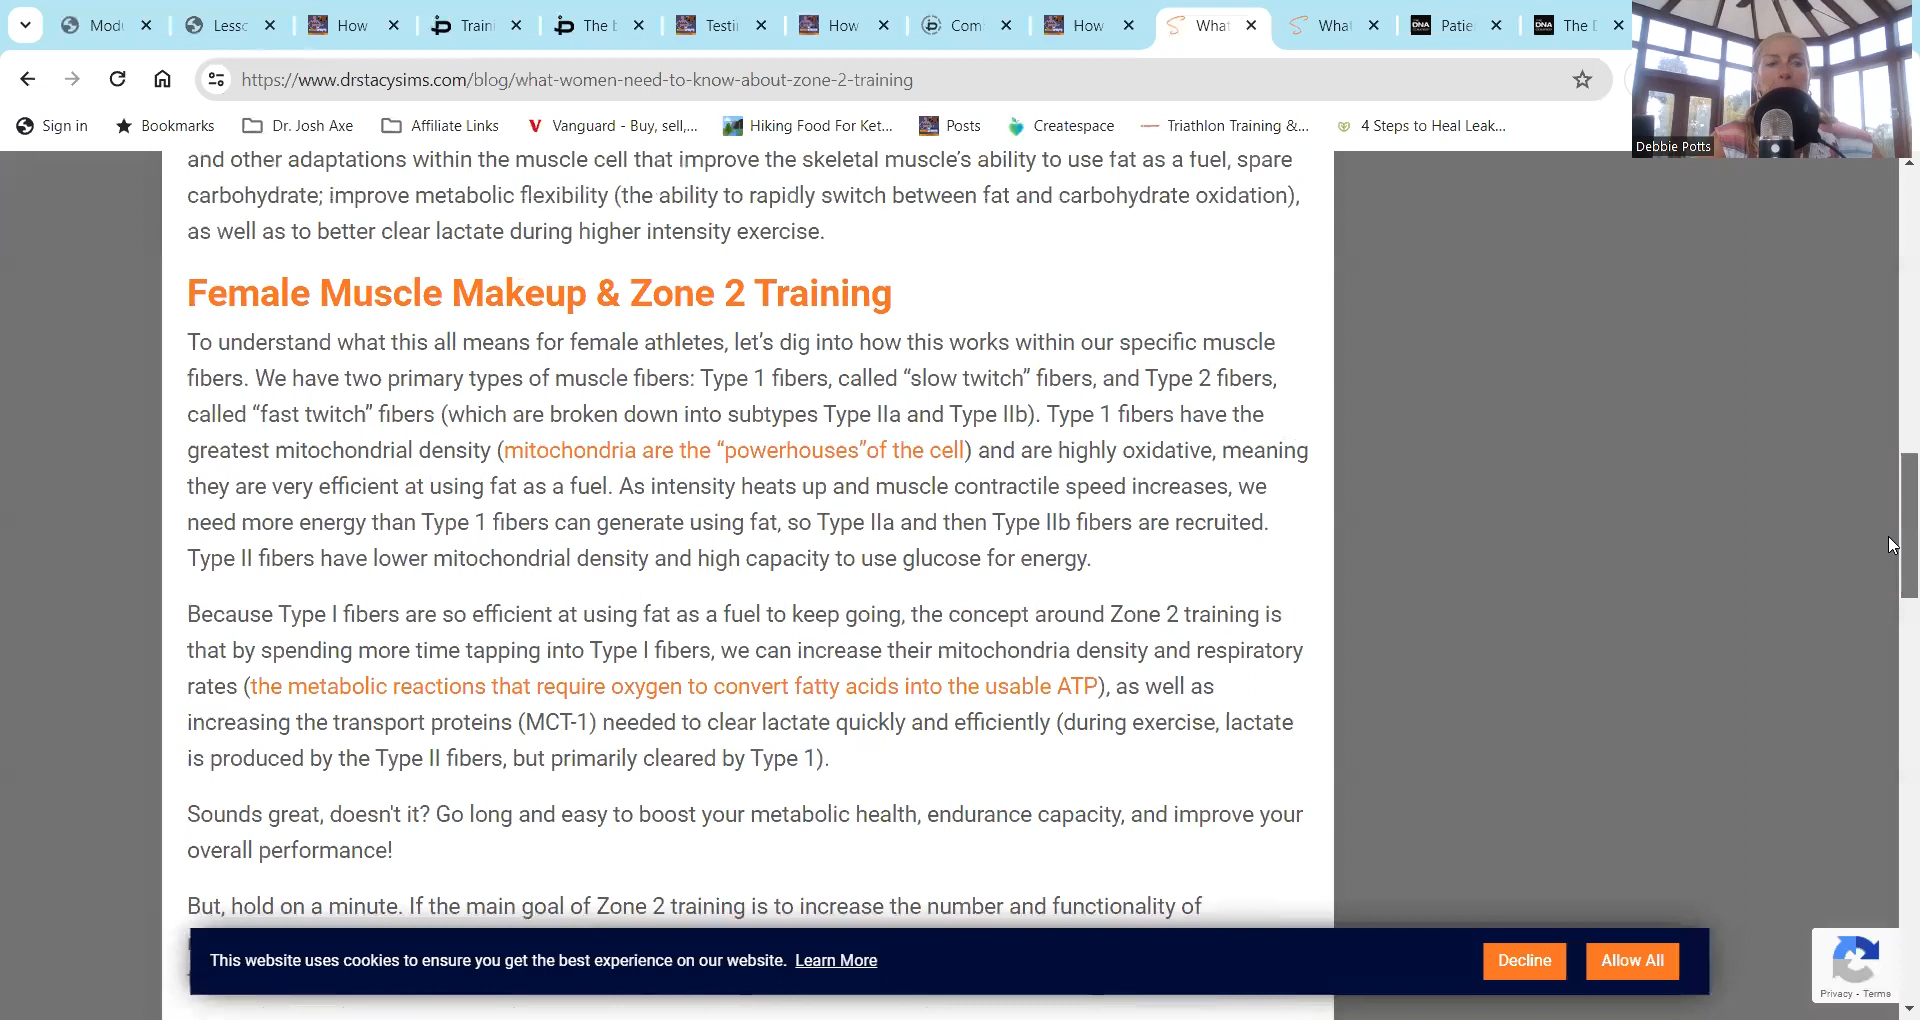 Modu
Lesso
How
Traini
The b
Testi
How
Com
How
What
What
Patie
The D
https://www.drstacysims.com/blog/what-women-need-to-know-about-zone-2-training
Sign in
Bookmarks
Dr. Josh Axe
Affiliate Links
Vanguard - Buy, sell,...
Hiking Food For Ket...
Posts
Createspace
Triathlon Training &...
4 Steps to Heal Leak...
Debbie Potts
and other adaptations within the muscle cell that improve the skeletal muscle’s ability to use fat as a fuel, spare
carbohydrate; improve metabolic flexibility (the ability to rapidly switch between fat and carbohydrate oxidation),
as well as to better clear lactate during higher intensity exercise.
Female Muscle Makeup & Zone 2 Training
To understand what this all means for female athletes, let’s dig into how this works within our specific muscle
fibers. We have two primary types of muscle fibers: Type 1 fibers, called “slow twitch” fibers, and Type 2 fibers,
called “fast twitch” fibers (which are broken down into subtypes Type IIa and Type IIb). Type 1 fibers have the
greatest mitochondrial density (mitochondria are the “powerhouses”of the cell) and are highly oxidative, meaning
they are very efficient at using fat as a fuel. As intensity heats up and muscle contractile speed increases, we
need more energy than Type 1 fibers can generate using fat, so Type IIa and then Type IIb fibers are recruited.
Type II fibers have lower mitochondrial density and high capacity to use glucose for energy.
Because Type I fibers are so efficient at using fat as a fuel to keep going, the concept around Zone 2 training is
that by spending more time tapping into Type I fibers, we can increase their mitochondria density and respiratory
rates (the metabolic reactions that require oxygen to convert fatty acids into the usable ATP), as well as
increasing the transport proteins (MCT-1) needed to clear lactate quickly and efficiently (during exercise, lactate
is produced by the Type II fibers, but primarily cleared by Type 1).
Sounds great, doesn't it? Go long and easy to boost your metabolic health, endurance capacity, and improve your
overall performance!
But, hold on a minute. If the main goal of Zone 2 training is to increase the number and functionality of
This website uses cookies to ensure you get the best experience on our website. Learn More
Decline
Allow All
Privacy - Terms